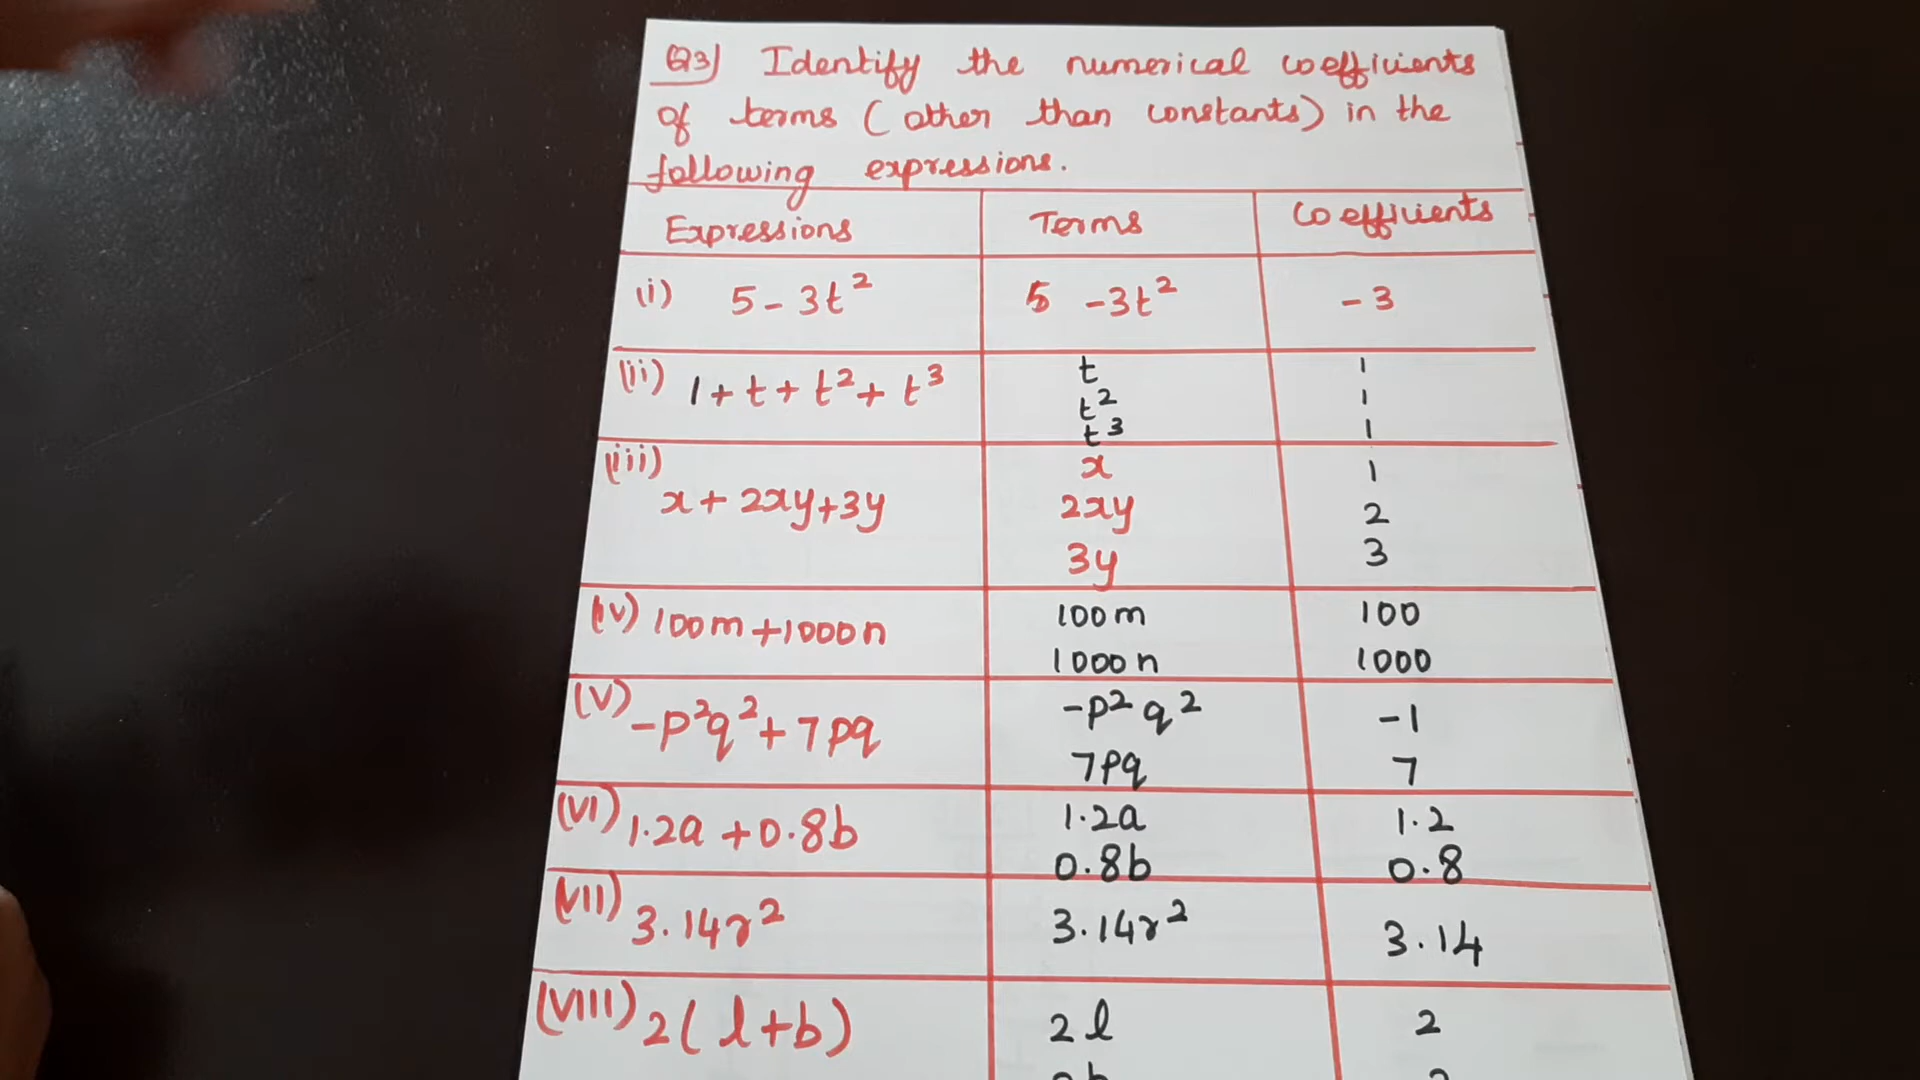 Q3) Identify the numerical coefficients
of terms (other than constants) in the
following expressions.
Expressions Terms Coefficients
(i) 5 - 3t² 5 -3t² -3
(ii) 1 + t + t² + t³ t 1
t² 1
t³ 1
(iii) x + 2xy + 3y x 1
2xy 2
3y 3
(iv) 100m + 1000n 100m 100
1000n 1000
(V) -p²q² + 7pq -p²q² -1
7pq 7
(VI) 1.2a + 0.8b 1.2a 1.2
0.8b 0.8
(VII) 3.14r² 3.14r² 3.14
(VIII) 2(l+b) 2l 2